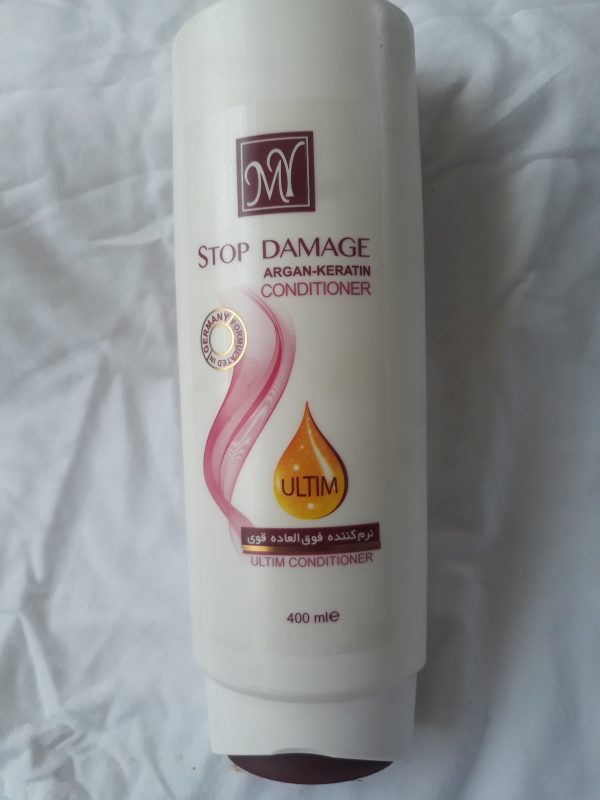 MY
STOP DAMAGE
ARGAN-KERATIN
CONDITIONER
FORMULATED in GERMANY
ULTIM
نرم کننده فوق العاده قوی
ULTIM CONDITIONER
400 ml℮